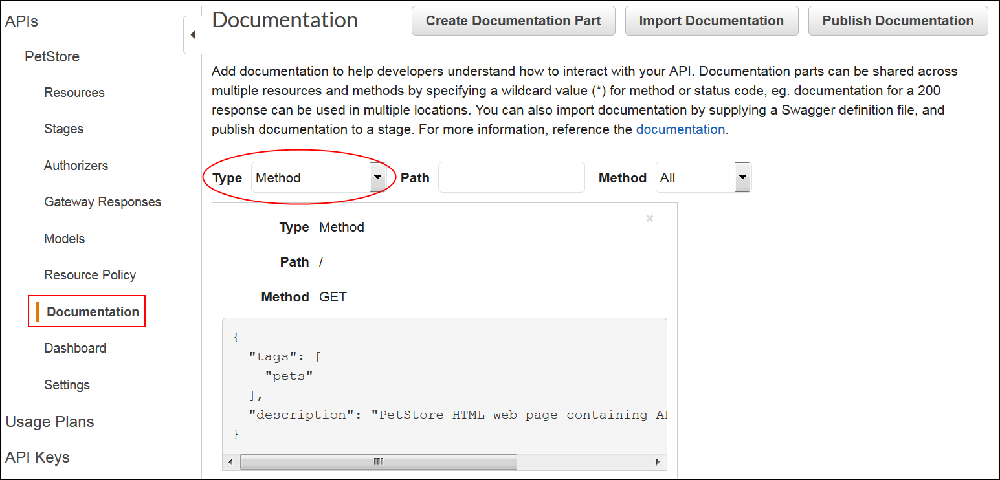 APIs
PetStore
Resources
Stages
Authorizers
Gateway Responses
Models
Resource Policy
Documentation
Dashboard
Settings
Usage Plans
API Keys
Documentation
Create Documentation Part
Import Documentation
Publish Documentation
Add documentation to help developers understand how to interact with your API. Documentation parts can be shared across
multiple resources and methods by specifying a wildcard value (*) for method or status code, eg. documentation for a 200
response can be used in multiple locations. You can also import documentation by supplying a Swagger definition file, and
publish documentation to a stage. For more information, reference the documentation.
Type Method Path Method All
Type Method
Path /
Method GET
{
"tags": [
"pets"
],
"description": "PetStore HTML web page containing
}